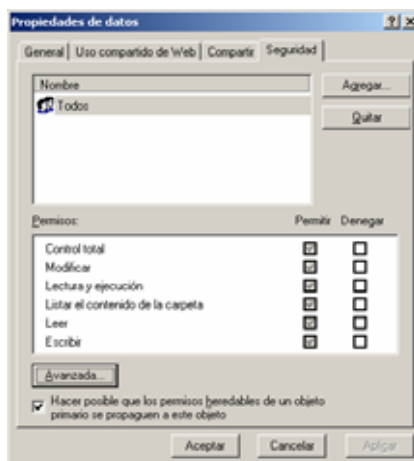 Propiedades de datos
General Uso compartido de Web Compartir Seguridad
Nombre
Todos
Agregar...
Quitar
Permisos: Permitir Denegar
Control total
Modificar
Lectura y ejecución
Listar el contenido de la carpeta
Leer
Escribir
Avanzada...
Hacer posible que los permisos heredables de un objeto
primario se propaguen a este objeto
Aceptar Cancelar Aplicar